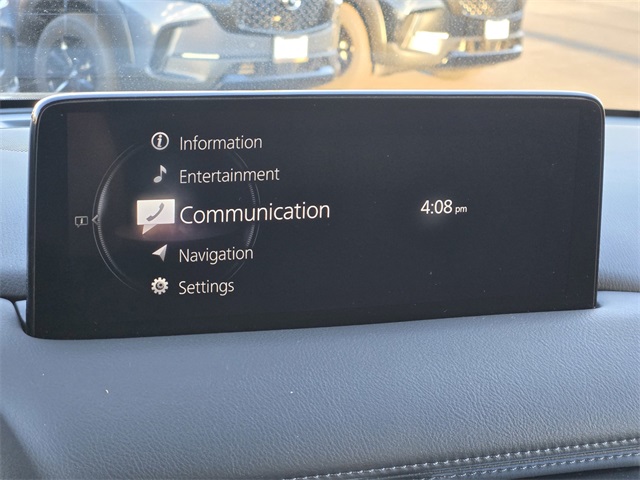 Information
Entertainment
Communication
4:08 pm
Navigation
Settings